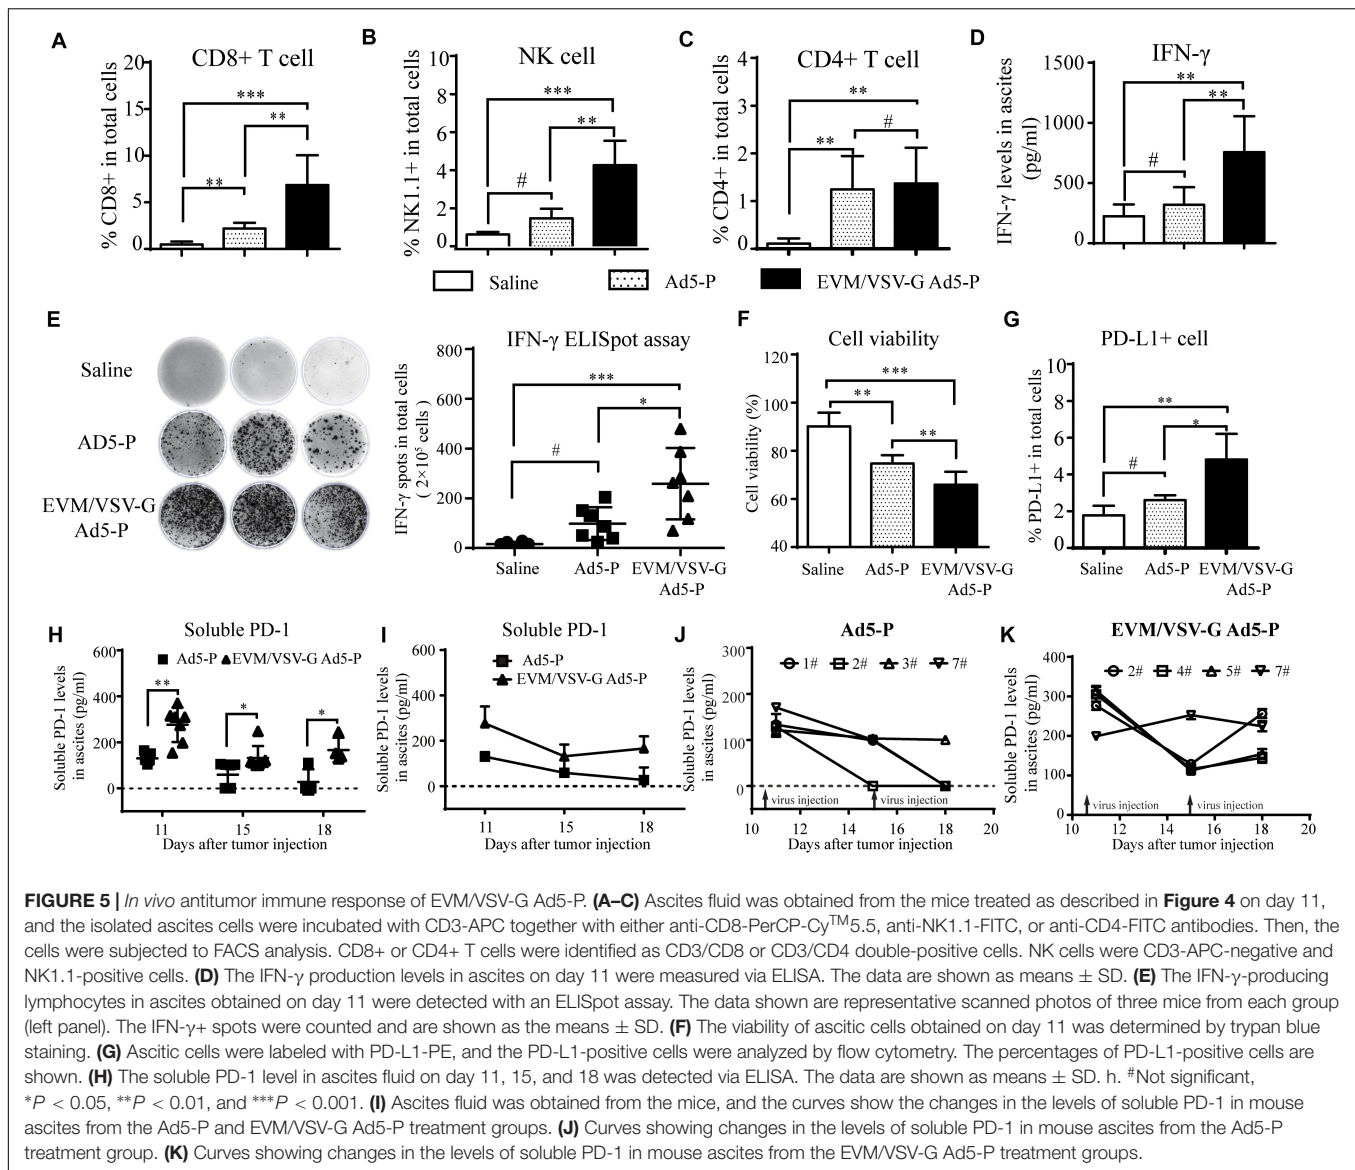 A
CD8+ T cell
% CD8+ in total cells
20
15
10
5
0
***
**
**
B
NK cell
% NK1.1+ in total cells
10
8
6
4
2
0
***
**
#
C
CD4+ T cell
% CD4+ in total cells
4
3
2
1
0
**
#
**
D
IFN-γ
IFN-γ levels in ascites
(pg/ml)
1500
1000
500
0
**
**
#
Saline
Ad5-P
EVM/VSV-G Ad5-P
E
Saline
AD5-P
EVM/VSV-G
Ad5-P
IFN-γ ELISpot assay
IFN-γ spots in total cells
( 2×10⁵ cells )
800
600
400
200
0
***
*
#
Saline
Ad5-P
EVM/VSV-G
Ad5-P
F
Cell viability
Cell viability (%)
120
100
80
60
40
***
**
**
Saline
Ad5-P
EVM/VSV-G
Ad5-P
G
PD-L1+ cell
% PD-L1+ in total cells
10
8
6
4
2
0
**
*
#
Saline
Ad5-P
EVM/VSV-G
Ad5-P
H
Soluble PD-1
Ad5-P
EVM/VSV-G Ad5-P
Soluble PD-1 levels
in ascites (pg/ml)
600
400
200
0
**
*
*
11
15
18
Days after tumor injection
I
Soluble PD-1
Ad5-P
EVM/VSV-G Ad5-P
Soluble PD-1 levels
in ascites (pg/ml)
600
400
200
0
11
15
18
Days after tumor injection
J
Ad5-P
1#
2#
3#
7#
Soluble PD-1 levels
in ascites (pg/ml)
300
200
100
0
virus injection
virus injection
10 12 14 16 18 20
Days after tumor injection
K
EVM/VSV-G Ad5-P
2#
4#
5#
7#
Soluble PD-1 levels
in ascites (pg/ml)
400
300
200
100
0
virus injection
virus injection
10 12 14 16 18 20
Days after tumor injection
FIGURE 5 | In vivo antitumor immune response of EVM/VSV-G Ad5-P. (A–C) Ascites fluid was obtained from the mice treated as described in Figure 4 on day 11,
and the isolated ascites cells were incubated with CD3-APC together with either anti-CD8-PerCP-Cy™5.5, anti-NK1.1-FITC, or anti-CD4-FITC antibodies. Then, the
cells were subjected to FACS analysis. CD8+ or CD4+ T cells were identified as CD3/CD8 or CD3/CD4 double-positive cells. NK cells were CD3-APC-negative and
NK1.1-positive cells. (D) The IFN-γ production levels in ascites on day 11 were measured via ELISA. The data are shown as means ± SD. (E) The IFN-γ-producing
lymphocytes in ascites obtained on day 11 were detected with an ELISpot assay. The data shown are representative scanned photos of three mice from each group
(left panel). The IFN-γ+ spots were counted and are shown as the means ± SD. (F) The viability of ascitic cells obtained on day 11 was determined by trypan blue
staining. (G) Ascitic cells were labeled with PD-L1-PE, and the PD-L1-positive cells were analyzed by flow cytometry. The percentages of PD-L1-positive cells are
shown. (H) The soluble PD-1 level in ascites fluid on day 11, 15, and 18 was detected via ELISA. The data are shown as means ± SD. h. #Not significant,
*P < 0.05, **P < 0.01, and ***P < 0.001. (I) Ascites fluid was obtained from the mice, and the curves show the changes in the levels of soluble PD-1 in mouse
ascites from the Ad5-P and EVM/VSV-G Ad5-P treatment groups. (J) Curves showing changes in the levels of soluble PD-1 in mouse ascites from the Ad5-P
treatment group. (K) Curves showing changes in the levels of soluble PD-1 in mouse ascites from the EVM/VSV-G Ad5-P treatment groups.